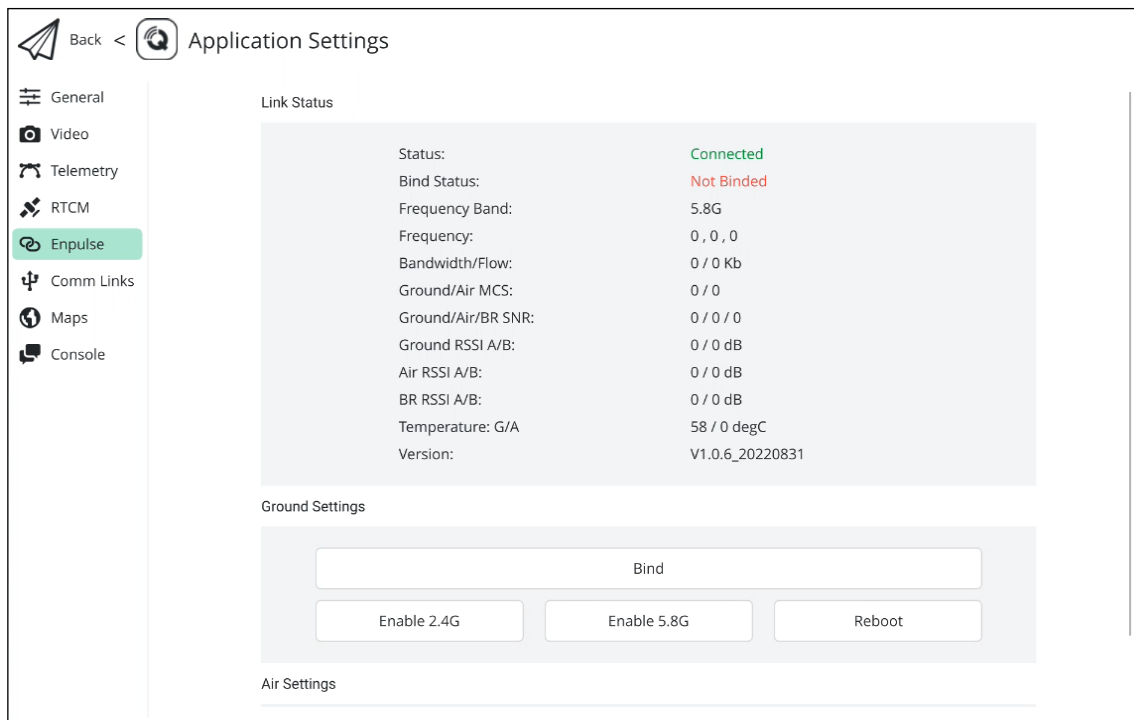 Back < Application Settings
General
Video
Telemetry
RTCM
Enpulse
Comm Links
Maps
Console
Link Status
Status: Connected
Bind Status: Not Binded
Frequency Band: 5.8G
Frequency: 0 , 0 , 0
Bandwidth/Flow: 0 / 0 Kb
Ground/Air MCS: 0 / 0
Ground/Air/BR SNR: 0 / 0 / 0
Ground RSSI A/B: 0 / 0 dB
Air RSSI A/B: 0 / 0 dB
BR RSSI A/B: 0 / 0 dB
Temperature: G/A 58 / 0 degC
Version: V1.0.6_20220831
Ground Settings
Bind
Enable 2.4G Enable 5.8G Reboot
Air Settings